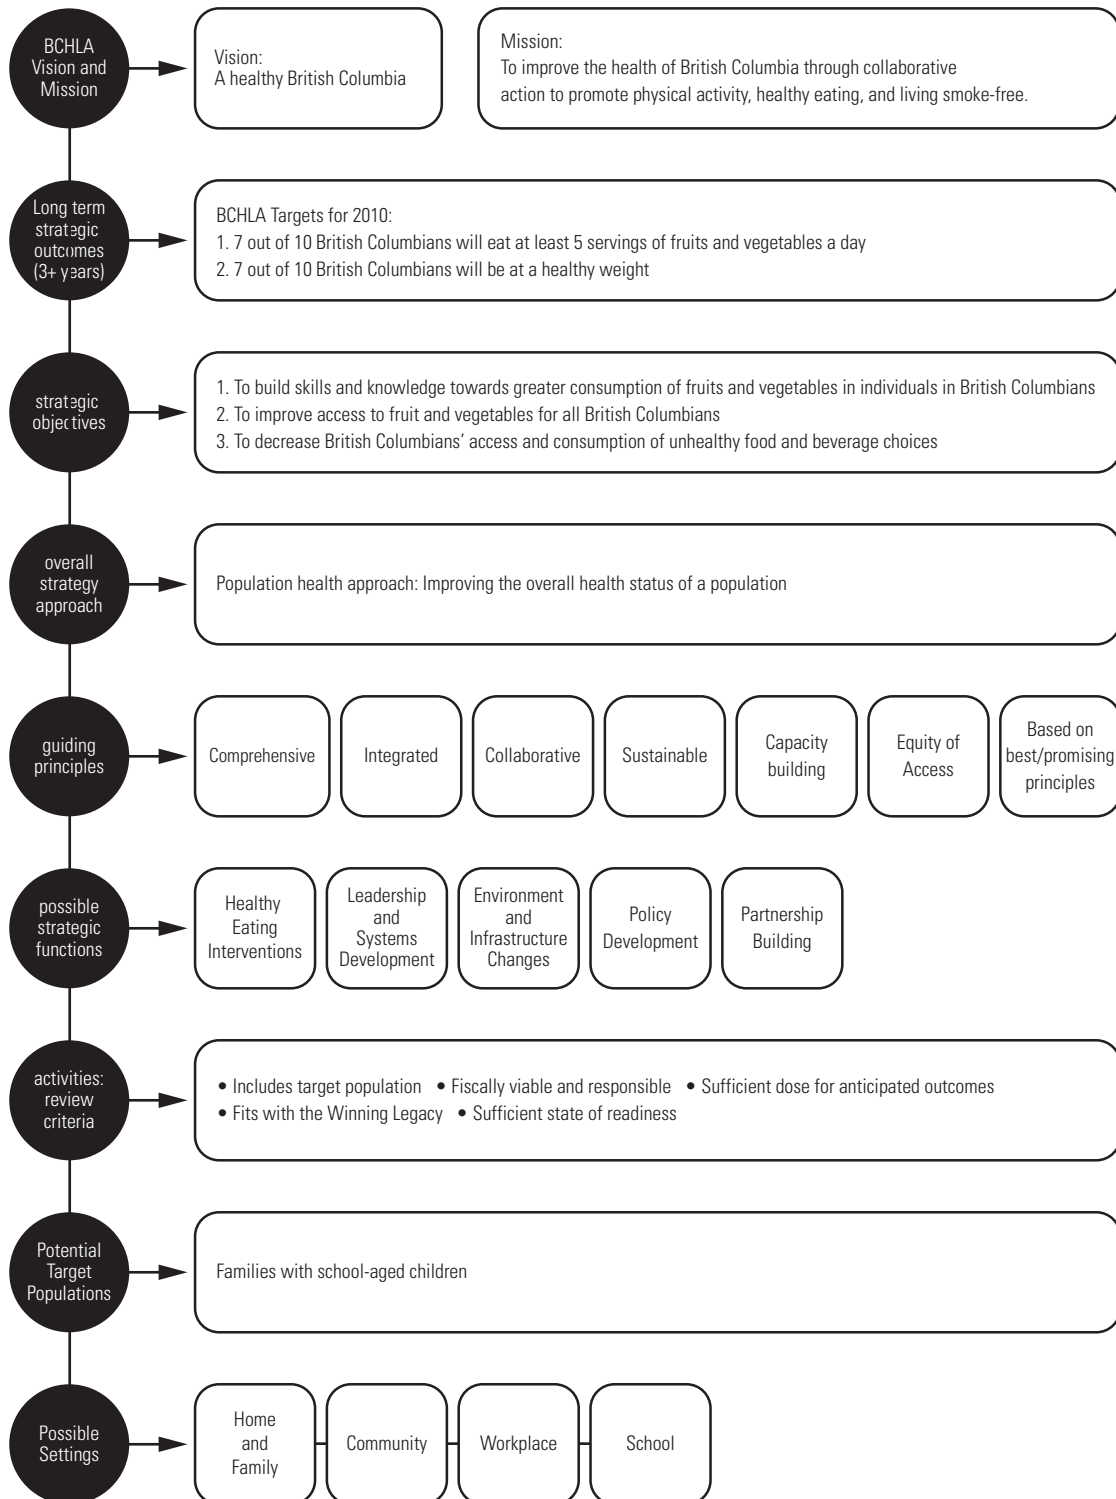 BCHLA
Vision and
Mission
Vision:
A healthy British Columbia
Mission:
To improve the health of British Columbia through collaborative
action to promote physical activity, healthy eating, and living smoke-free.
Long term
strategic
outcomes
(3+ years)
BCHLA Targets for 2010:
1. 7 out of 10 British Columbians will eat at least 5 servings of fruits and vegetables a day
2. 7 out of 10 British Columbians will be at a healthy weight
strategic
objectives
1. To build skills and knowledge towards greater consumption of fruits and vegetables in individuals in British Columbians
2. To improve access to fruit and vegetables for all British Columbians
3. To decrease British Columbians’ access and consumption of unhealthy food and beverage choices
overall
strategy
approach
Population health approach: Improving the overall health status of a population
guiding
principles
Comprehensive
Integrated
Collaborative
Sustainable
Capacity
building
Equity of
Access
Based on
best/promising
principles
possible
strategic
functions
Healthy
Eating
Interventions
Leadership
and
Systems
Development
Environment
and
Infrastructure
Changes
Policy
Development
Partnership
Building
activities:
review
criteria
• Includes target population • Fiscally viable and responsible • Sufficient dose for anticipated outcomes
• Fits with the Winning Legacy • Sufficient state of readiness
Potential
Target
Populations
Families with school-aged children
Possible
Settings
Home
and
Family
Community
Workplace
School